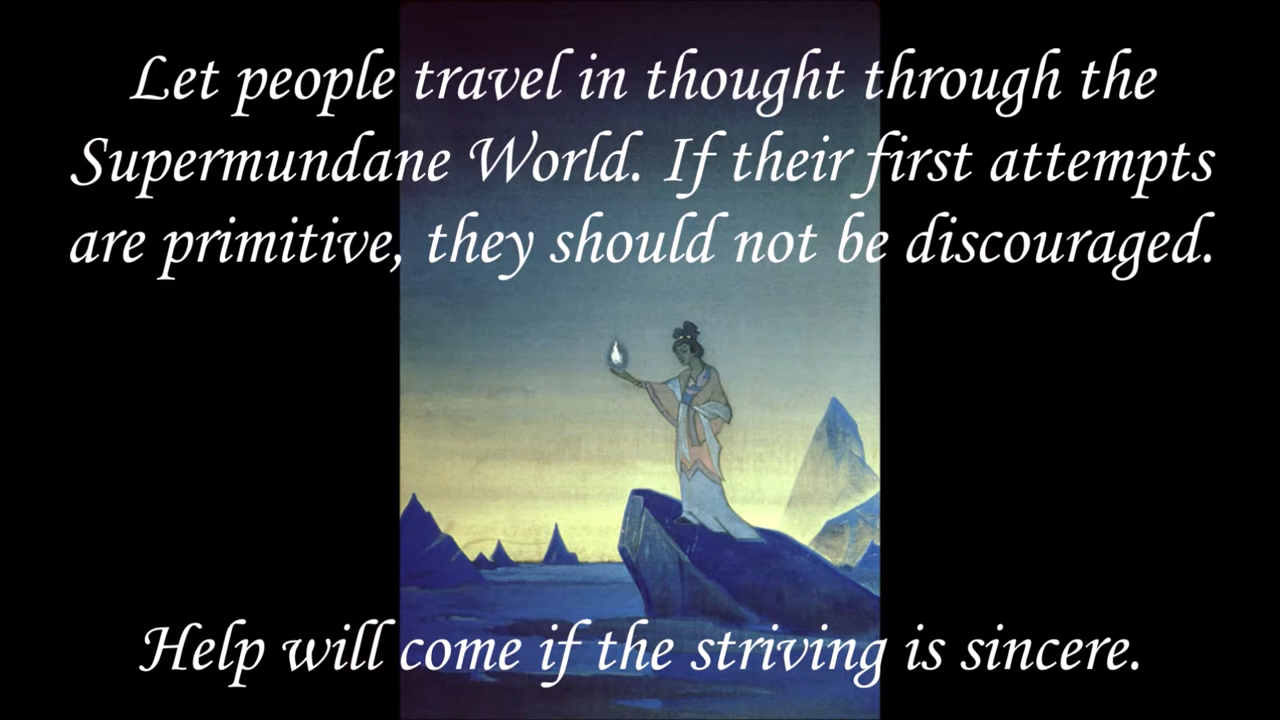 Let people travel in thought through the
Supermundane World. If their first attempts
are primitive, they should not be discouraged.
Help will come if the striving is sincere.